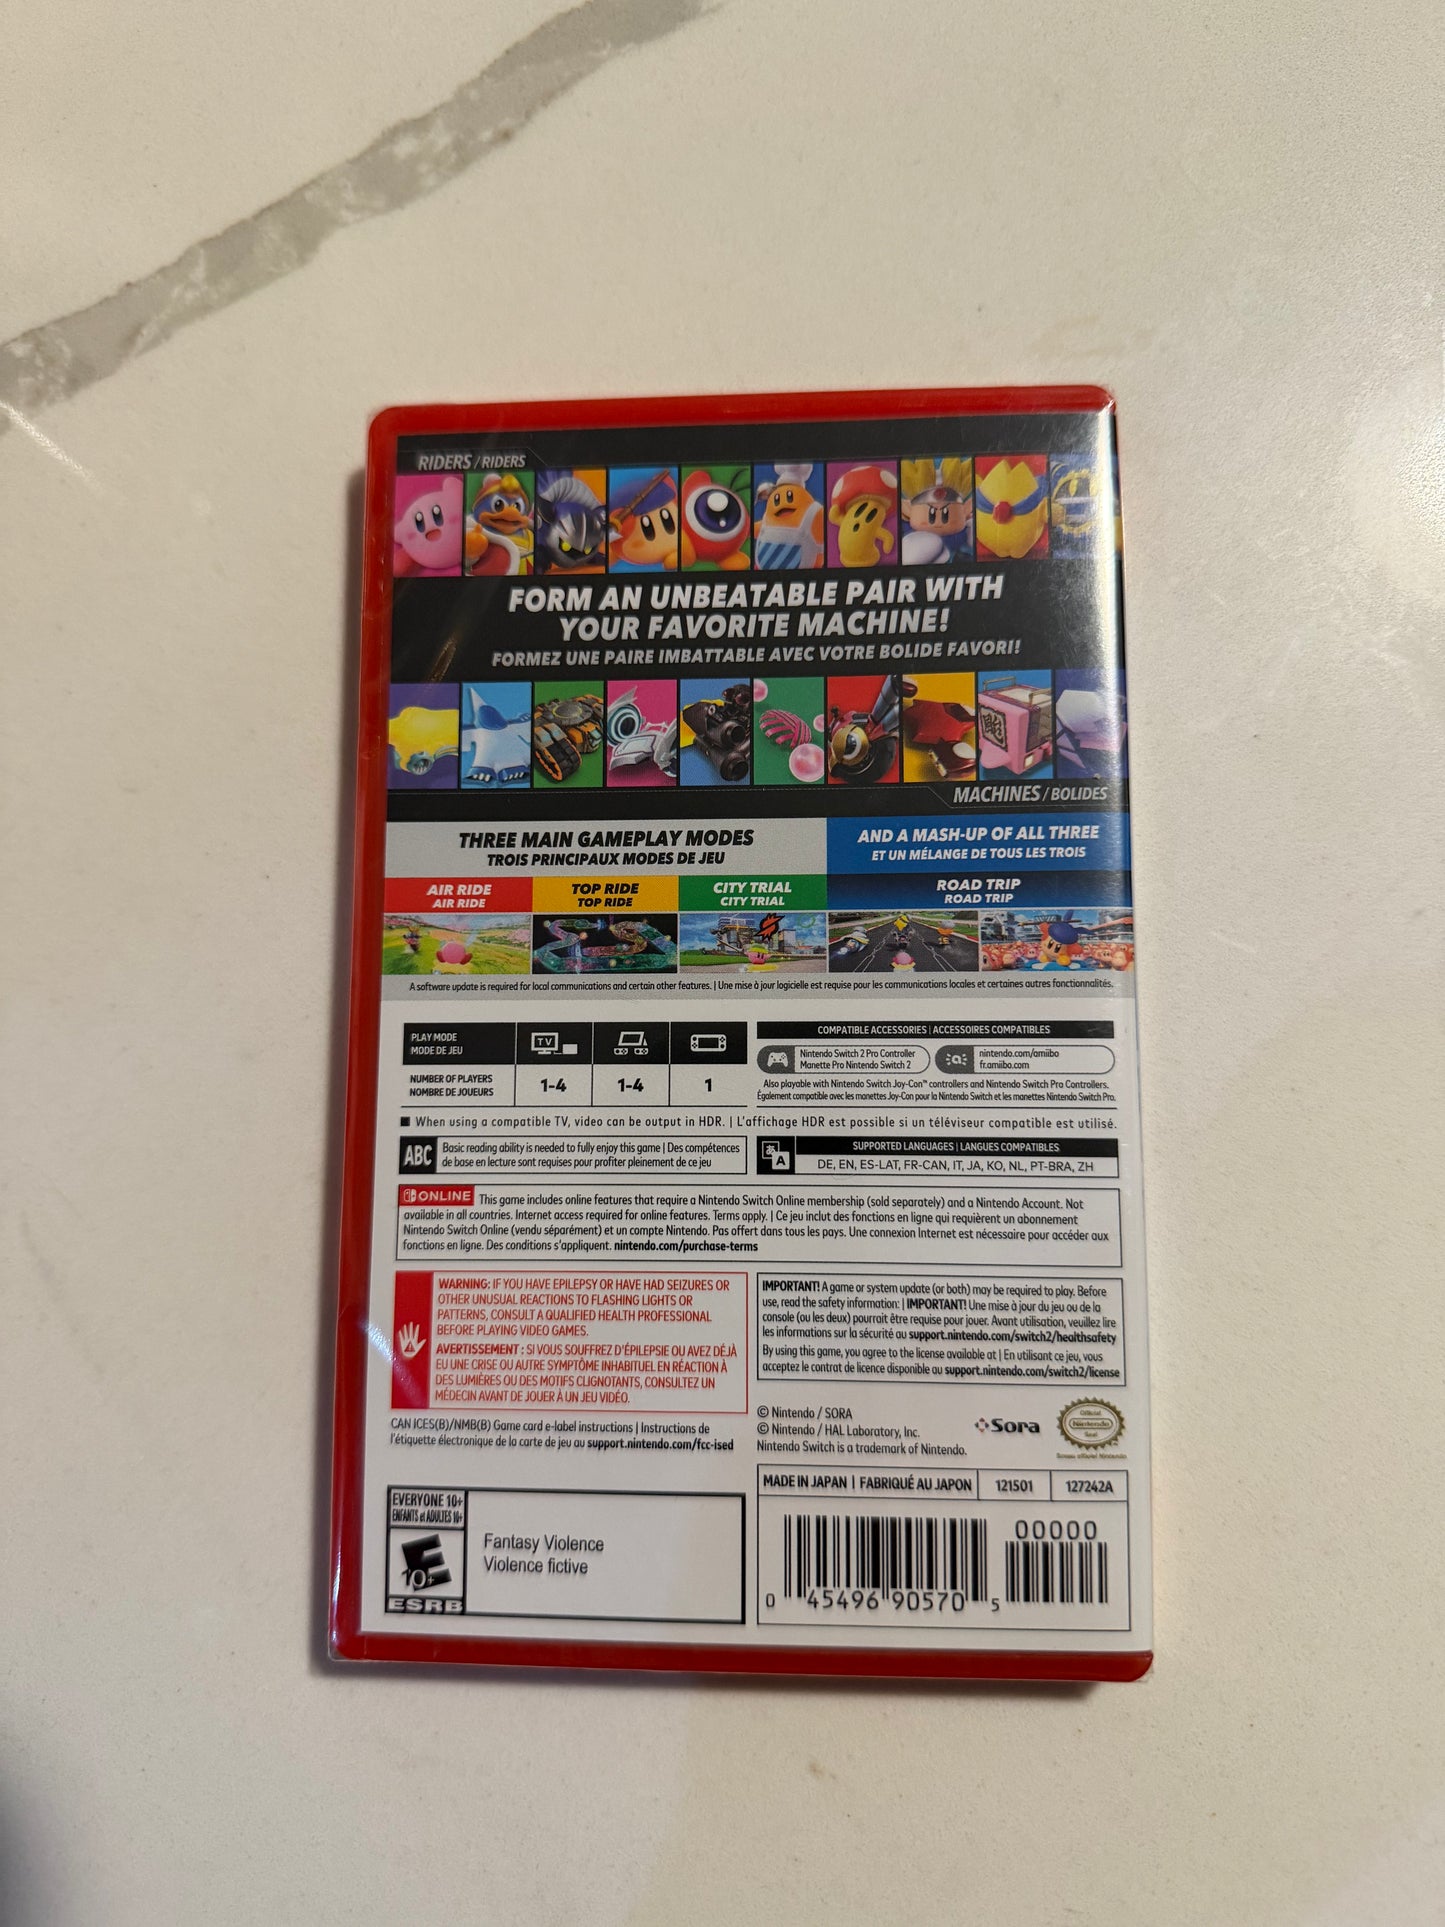 RIDERS / RIDERS
FORM AN UNBEATABLE PAIR WITH
YOUR FAVORITE MACHINE!
FORMEZ UNE PAIRE IMBATTABLE AVEC VOTRE BOLIDE FAVORI!
MACHINES / BOLIDES
THREE MAIN GAMEPLAY MODES
TROIS PRINCIPAUX MODES DE JEU
AND A MASH-UP OF ALL THREE
ET UN MÉLANGE DE TOUS LES TROIS
AIR RIDE
AIR RIDE
TOP RIDE
TOP RIDE
CITY TRIAL
CITY TRIAL
ROAD TRIP
ROAD TRIP
A software update is required for local communications and certain other features. | Une mise à jour logicielle est requise pour les communications locales et certaines autres fonctionnalités.
PLAY MODE
MODE DE JEU
TV
NUMBER OF PLAYERS
NOMBRE DE JOUEURS
1-4
1-4
1
COMPATIBLE ACCESSORIES | ACCESSOIRES COMPATIBLES
Nintendo Switch 2 Pro Controller
Manette Pro Nintendo Switch 2
nintendo.com/amiibo
fr.amiibo.com
Also playable with Nintendo Switch Joy-Con™ controllers and Nintendo Switch Pro Controllers.
Également compatible avec les manettes Joy-Con pour la Nintendo Switch et les manettes Nintendo Switch Pro.
■ When using a compatible TV, video can be output in HDR. | L'affichage HDR est possible si un téléviseur compatible est utilisé.
ABC
Basic reading ability is needed to fully enjoy this game | Des compétences
de base en lecture sont requises pour profiter pleinement de ce jeu
あ
A
SUPPORTED LANGUAGES | LANGUES COMPATIBLES
DE, EN, ES-LAT, FR-CAN, IT, JA, KO, NL, PT-BRA, ZH
ONLINE This game includes online features that require a Nintendo Switch Online membership (sold separately) and a Nintendo Account. Not
available in all countries. Internet access required for online features. Terms apply. | Ce jeu inclut des fonctions en ligne qui requièrent un abonnement
Nintendo Switch Online (vendu séparément) et un compte Nintendo. Pas offert dans tous les pays. Une connexion Internet est nécessaire pour accéder aux
fonctions en ligne. Des conditions s'appliquent. nintendo.com/purchase-terms
WARNING: IF YOU HAVE EPILEPSY OR HAVE HAD SEIZURES OR
OTHER UNUSUAL REACTIONS TO FLASHING LIGHTS OR
PATTERNS, CONSULT A QUALIFIED HEALTH PROFESSIONAL
BEFORE PLAYING VIDEO GAMES.
AVERTISSEMENT : SI VOUS SOUFFREZ D'ÉPILEPSIE OU AVEZ DÉJÀ
EU UNE CRISE OU AUTRE SYMPTÔME INHABITUEL EN RÉACTION À
DES LUMIÈRES OU DES MOTIFS CLIGNOTANTS, CONSULTEZ UN
MÉDECIN AVANT DE JOUER À UN JEU VIDÉO.
IMPORTANT! A game or system update (or both) may be required to play. Before
use, read the safety information: | IMPORTANT! Une mise à jour du jeu ou de la
console (ou les deux) pourrait être requise pour jouer. Avant utilisation, veuillez lire
les informations sur la sécurité au support.nintendo.com/switch2/healthsafety
By using this game, you agree to the license available at | En utilisant ce jeu, vous
acceptez le contrat de licence disponible au support.nintendo.com/switch2/license
CAN ICES(B)/NMB(B) Game card e-label instructions | Instructions de
l'étiquette électronique de la carte de jeu au support.nintendo.com/fcc-ised
© Nintendo / SORA
© Nintendo / HAL Laboratory, Inc.
Nintendo Switch is a trademark of Nintendo.
Sora
Official
Nintendo
Seal
Sceau officiel Nintendo
MADE IN JAPAN | FABRIQUÉ AU JAPON
121501
127242A
EVERYONE 10+
ENFANTS et ADULTES 10+
E
10+
ESRB
Fantasy Violence
Violence fictive
00000
0 45496 90570 5